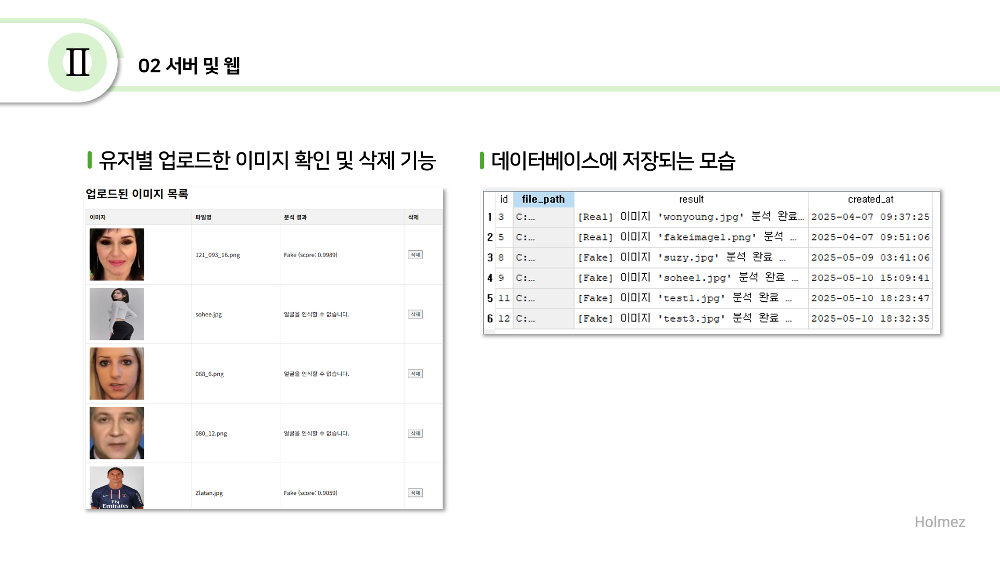 II
02 서버 및 웹
유저별 업로드한 이미지 확인 및 삭제 기능
업로드된 이미지 목록
이미지 파일명 분석 결과 삭제
121_093_16.png Fake (score: 0.9989) 삭제
sohee.jpg 얼굴을 인식할 수 없습니다. 삭제
068_6.png 얼굴을 인식할 수 없습니다. 삭제
080_12.png 얼굴을 인식할 수 없습니다. 삭제
Zlatan.jpg Fake (score: 0.9059) 삭제
Fly
Emirates
데이터베이스에 저장되는 모습
id file_path result created_at
1 3 C:... [Real] 이미지 'wonyoung.jpg' 분석 완료... 2025-04-07 09:37:25
2 5 C:... [Real] 이미지 'fakeimage1.png' 분석 ... 2025-04-07 09:51:06
3 8 C:... [Fake] 이미지 'suzy.jpg' 분석 완료 ... 2025-05-09 03:41:06
4 9 C:... [Fake] 이미지 'sohee1.jpg' 분석 완료 ... 2025-05-10 15:09:41
5 11 C:... [Fake] 이미지 'test1.jpg' 분석 완료 ... 2025-05-10 18:23:47
6 12 C:... [Fake] 이미지 'test3.jpg' 분석 완료 ... 2025-05-10 18:32:35
Holmez